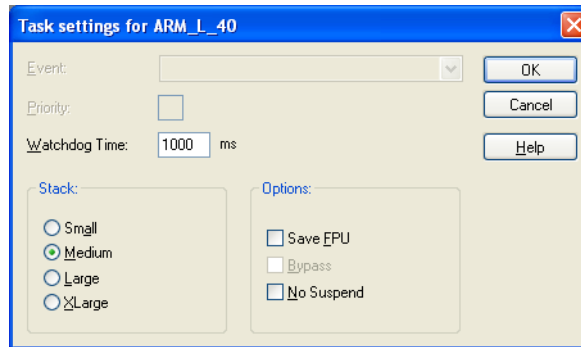 Task settings for ARM_L_40
Event:
OK
Priority:
Cancel
Watchdog Time: 1000 ms
Help
Stack:
Small
Medium
Large
XLarge
Options:
Save FPU
Bypass
No Suspend